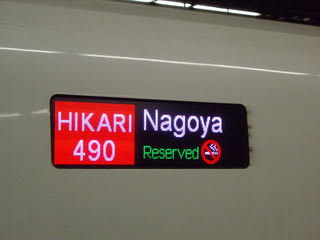 HIKARI
490
Nagoya
Reserved